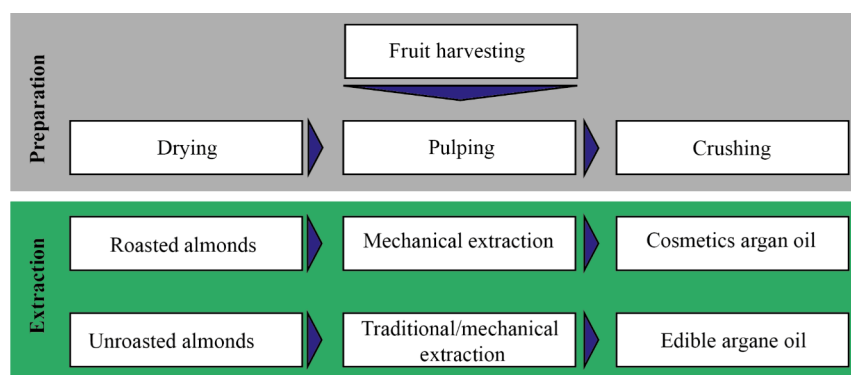 Preparation
Fruit harvesting
Drying
Pulping
Crushing
Extraction
Roasted almonds
Mechanical extraction
Cosmetics argan oil
Unroasted almonds
Traditional/mechanical
extraction
Edible argane oil